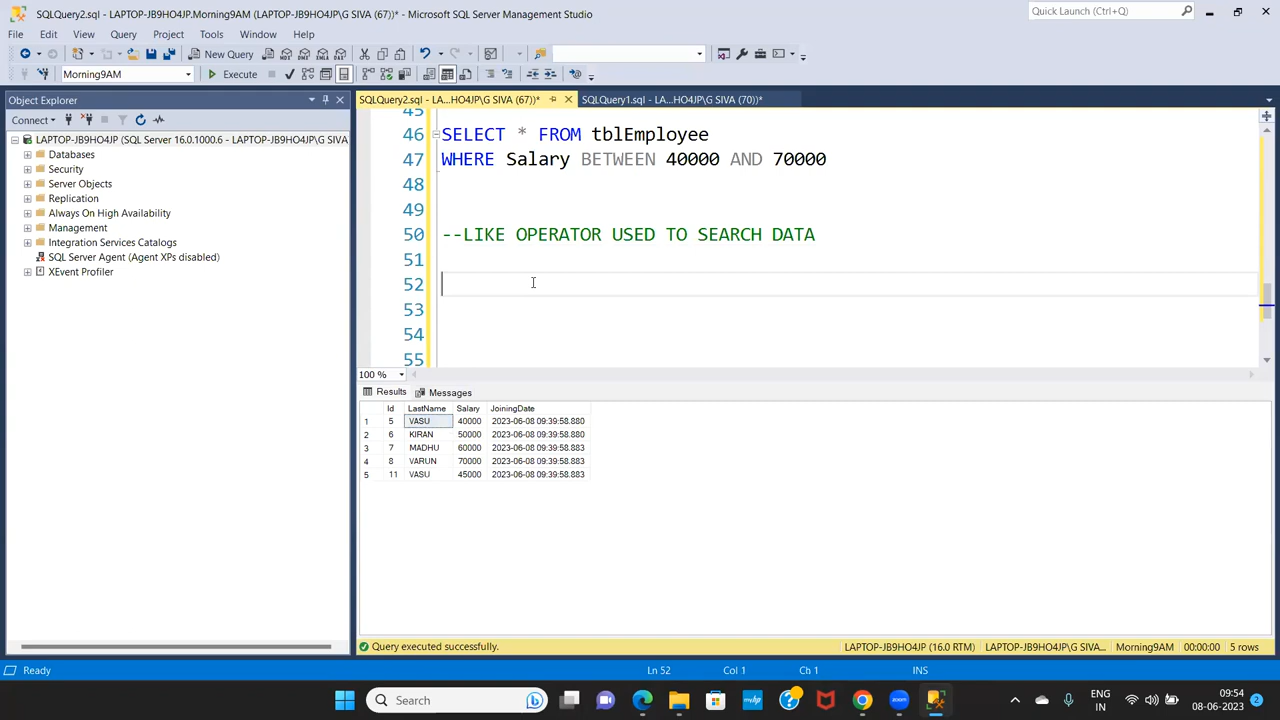 SQLQuery2.sql - LAPTOP-JB9HO4JP.Morning9AM (LAPTOP-JB9HO4JP\G SIVA (67))* - Microsoft SQL Server Management Studio
Quick Launch (Ctrl+Q)
File Edit View Query Project Tools Window Help
New Query
MDX DMX XMLA DAX
Morning9AM Execute
Object Explorer
SQLQuery2.sql - LA...HO4JP\G SIVA (67))* SQLQuery1.sql - LA...HO4JP\G SIVA (70))*
Connect
LAPTOP-JB9HO4JP (SQL Server 16.0.1000.6 - LAPTOP-JB9HO4JP\G SIVA
Databases
Security
Server Objects
Replication
Always On High Availability
Management
Integration Services Catalogs
SQL Server Agent (Agent XPs disabled)
XEvent Profiler
45
46 SELECT * FROM tblEmployee
47 WHERE Salary BETWEEN 40000 AND 70000
48
49
50 --LIKE OPERATOR USED TO SEARCH DATA
51
52
53
54
55
100 %
Results Messages
Id LastName Salary JoiningDate
1 5 VASU 40000 2023-06-08 09:39:58.880
2 6 KIRAN 50000 2023-06-08 09:39:58.880
3 7 MADHU 60000 2023-06-08 09:39:58.883
4 8 VARUN 70000 2023-06-08 09:39:58.883
5 11 VASU 45000 2023-06-08 09:39:58.883
Query executed successfully. LAPTOP-JB9HO4JP (16.0 RTM) LAPTOP-JB9HO4JP\G SIVA... Morning9AM 00:00:00 5 rows
Ready Ln 52 Col 1 Ch 1 INS
Search
zoom
ENG
IN
09:54
08-06-2023
2